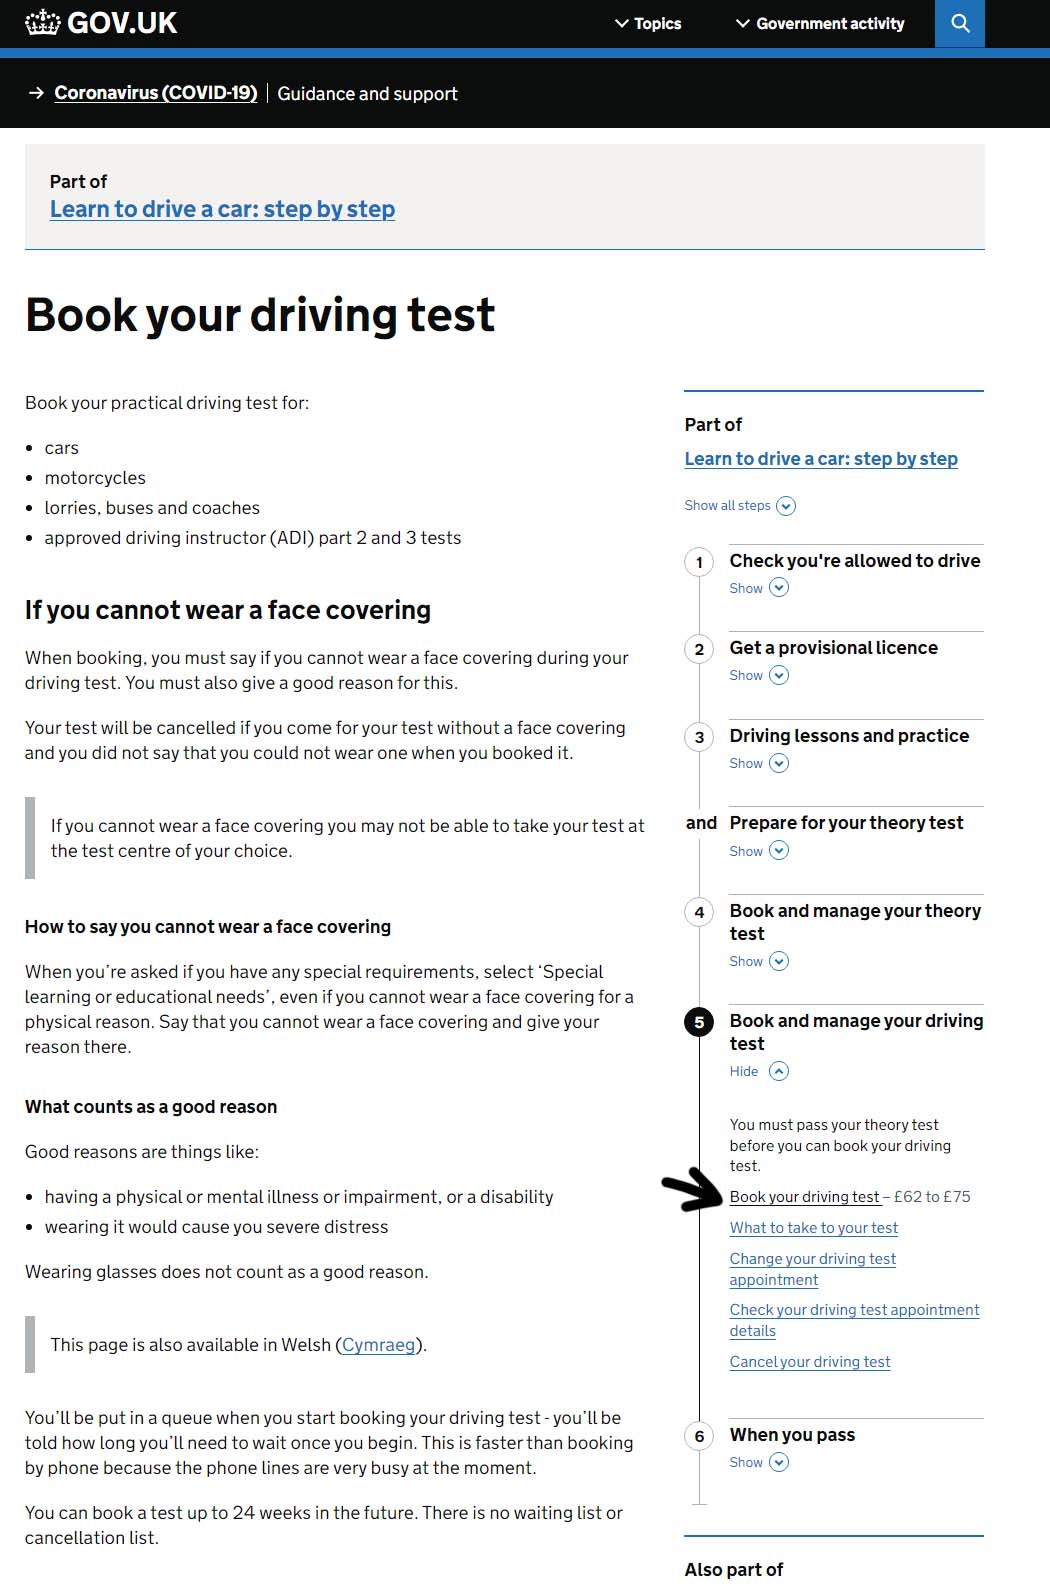 GOV.UK
Topics
Government activity
→ Coronavirus (COVID-19) | Guidance and support
Part of
Learn to drive a car: step by step
Book your driving test
Book your practical driving test for:
• cars
• motorcycles
• lorries, buses and coaches
• approved driving instructor (ADI) part 2 and 3 tests
If you cannot wear a face covering
When booking, you must say if you cannot wear a face covering during your
driving test. You must also give a good reason for this.
Your test will be cancelled if you come for your test without a face covering
and you did not say that you could not wear one when you booked it.
If you cannot wear a face covering you may not be able to take your test at
the test centre of your choice.
How to say you cannot wear a face covering
When you’re asked if you have any special requirements, select ‘Special
learning or educational needs’, even if you cannot wear a face covering for a
physical reason. Say that you cannot wear a face covering and give your
reason there.
What counts as a good reason
Good reasons are things like:
• having a physical or mental illness or impairment, or a disability
• wearing it would cause you severe distress
Wearing glasses does not count as a good reason.
This page is also available in Welsh (Cymraeg).
You’ll be put in a queue when you start booking your driving test - you’ll be
told how long you’ll need to wait once you begin. This is faster than booking
by phone because the phone lines are very busy at the moment.
You can book a test up to 24 weeks in the future. There is no waiting list or
cancellation list.
Part of
Learn to drive a car: step by step
Show all steps
1 Check you're allowed to drive
Show
2 Get a provisional licence
Show
3 Driving lessons and practice
Show
and Prepare for your theory test
Show
4 Book and manage your theory
test
Show
5 Book and manage your driving
test
Hide
You must pass your theory test
before you can book your driving
test.
Book your driving test – £62 to £75
What to take to your test
Change your driving test
appointment
Check your driving test appointment
details
Cancel your driving test
6 When you pass
Show
Also part of